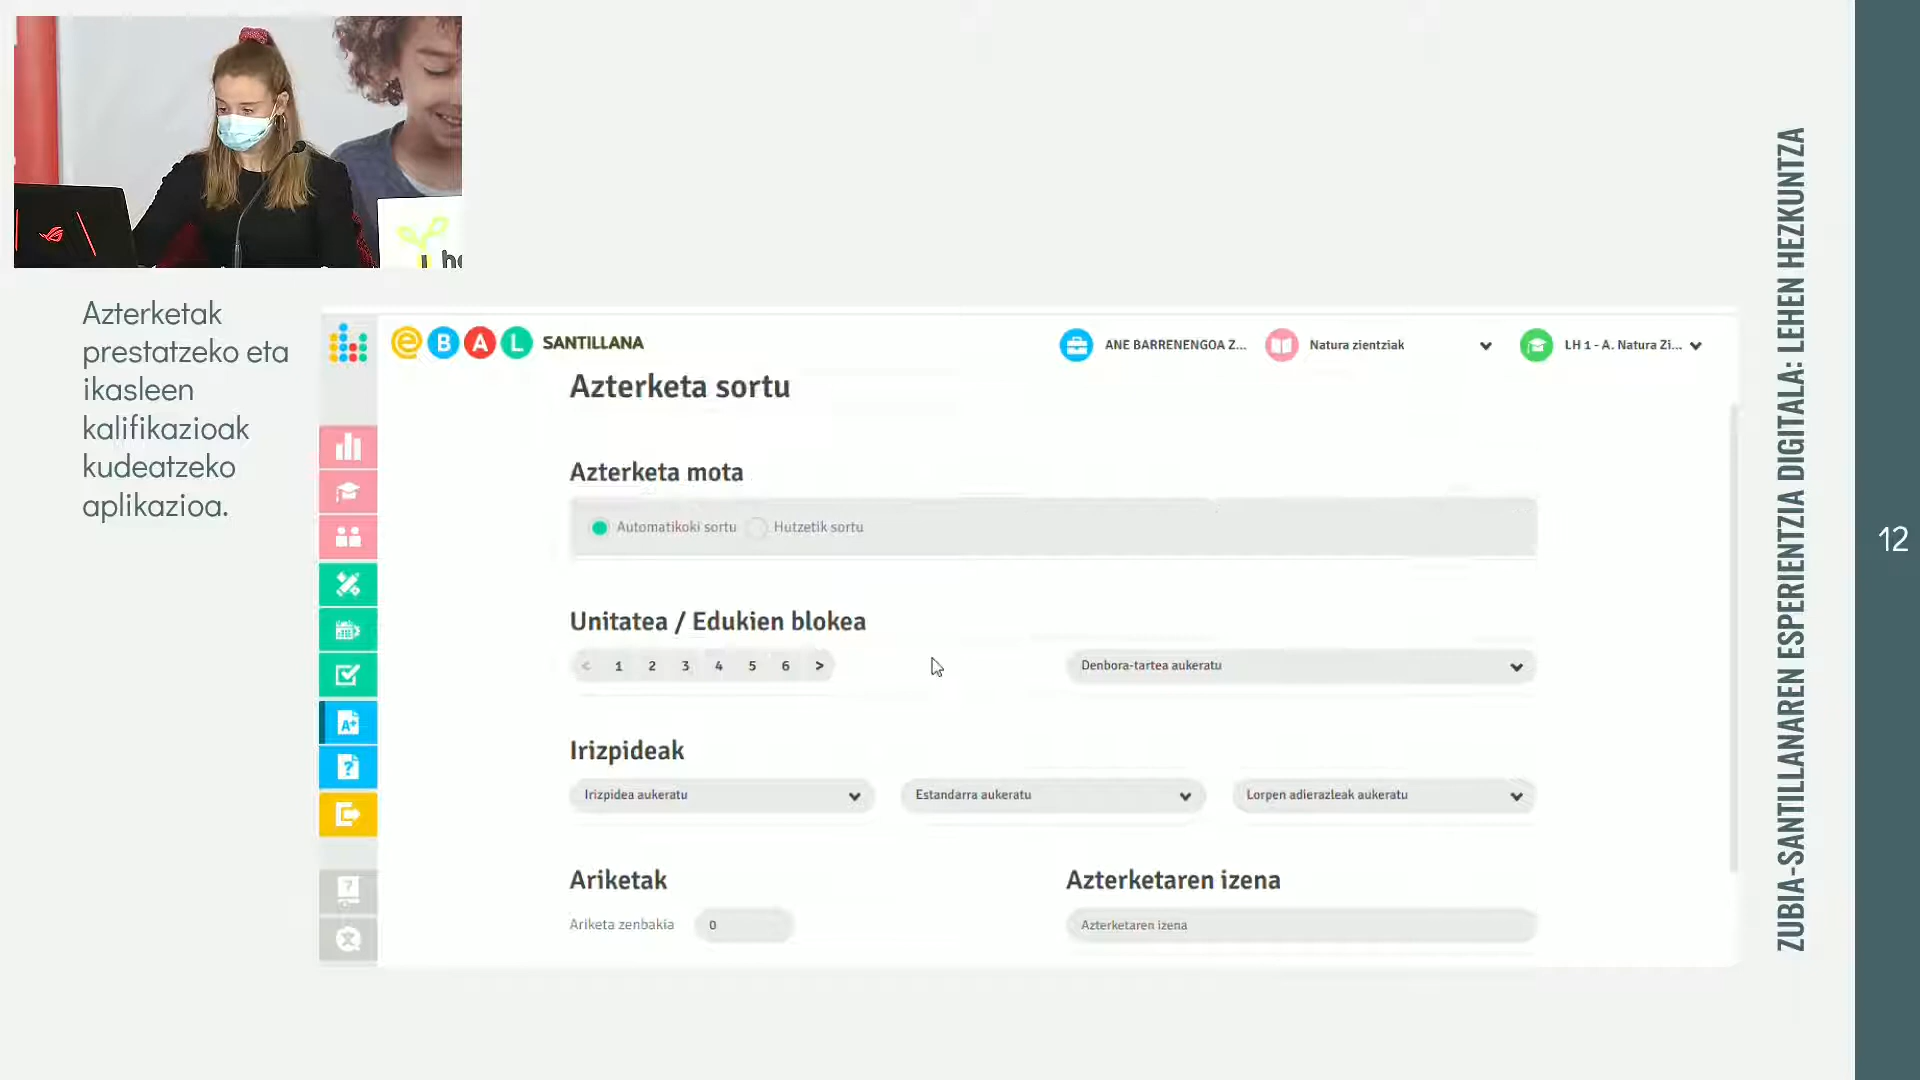 Azterketak
prestatzeko eta
ikasleen
kalifikazioak
kudeatzeko
aplikazioa.
e B A L SANTILLANA
ANE BARRENENGOA Z...
Natura zientziak
LH 1 - A. Natura Zi...
Azterketa sortu
Azterketa mota
Automatikoki sortu
Hutzetik sortu
Unitatea / Edukien blokea
< 1 2 3 4 5 6 >
Denbora-tartea aukeratu
Irizpideak
Irizpidea aukeratu
Estandarra aukeratu
Lorpen adierazleak aukeratu
Ariketak
Azterketaren izena
Ariketa zenbakia
0
Azterketaren izena
ZUBIA-SANTILLANAREN ESPERIENTZIA DIGITALA: LEHEN HEZKUNTZA
12